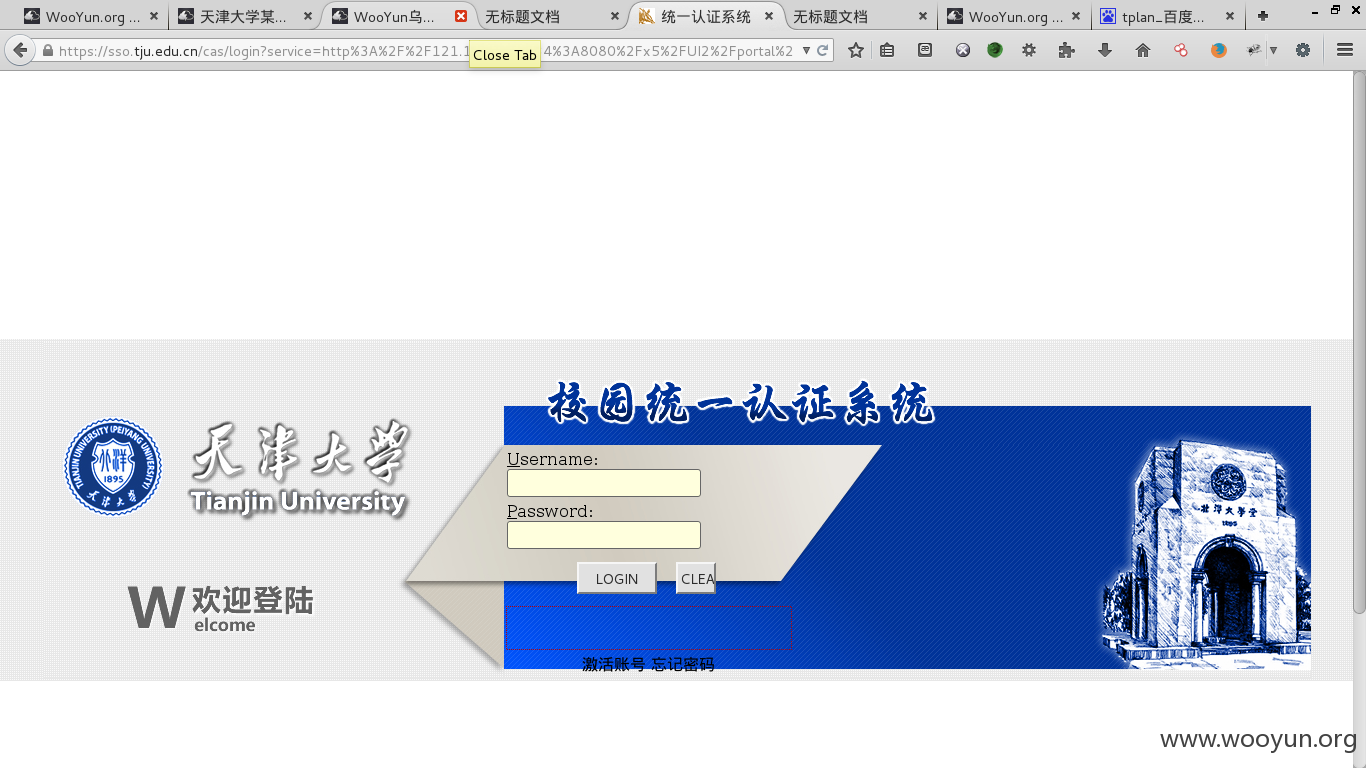 WooYun.org ...
天津大学某...
WooYun乌...
无标题文档
统一认证系统
无标题文档
WooYun.org ...
tplan_百度...
https://sso.tju.edu.cn/cas/login?service=http%3A%2F%2F121.1
4%3A8080%2Fx5%2FUI2%2Fportal%2
Close Tab
校园统一认证系统
TIANJIN UNIVERSITY (PEIYANG UNIVERSITY)
北洋
1895
天津大学
天津大学
Tianjin University
Username:
Password:
LOGIN
CLEA
W欢迎登陆
elcome
激活账号 忘记密码
北洋大學堂
1895
www.wooyun.org